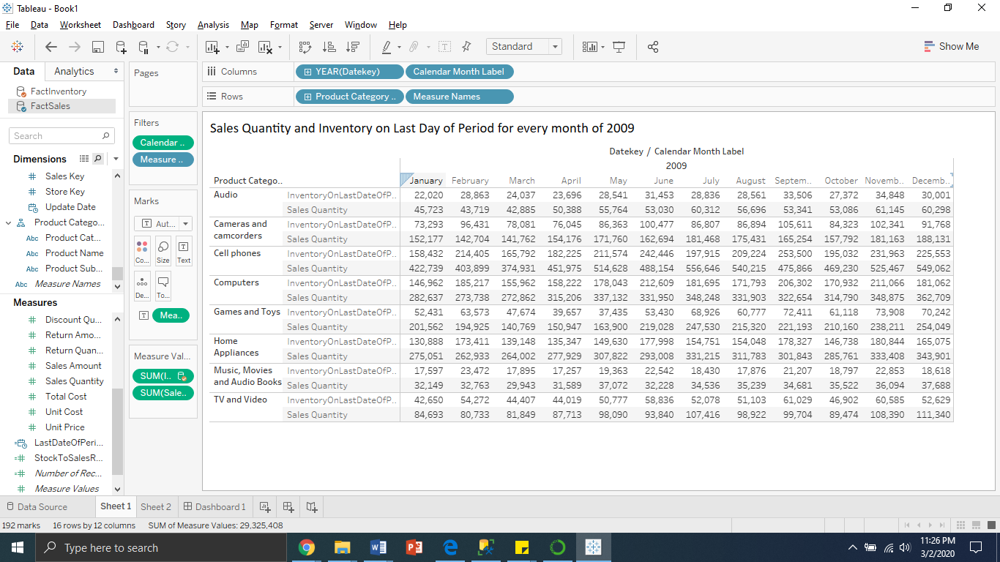 Tableau - Book1
File Data Worksheet Dashboard Story Analysis Map Format Server Window Help
Standard
Show Me
Data Analytics
FactInventory
FactSales
Search
Dimensions
Sales Key
Store Key
Update Date
Product Catego...
Product Cat...
Product Name
Product Sub...
Measure Names
Measures
Discount Qu...
Return Amo...
Return Quan...
Sales Amount
Sales Quantity
Total Cost
Unit Cost
Unit Price
LastDateOfPeri...
StockToSalesR...
Number of Rec...
Measure Values
Pages
Filters
Calendar ..
Measure ..
Marks
Aut...
Co... Size Text
De... To...
Mea..
Measure Val...
SUM(I..
SUM(Sale..
Columns YEAR(Datekey) Calendar Month Label
Rows Product Category .. Measure Names
Sales Quantity and Inventory on Last Day of Period for every month of 2009
Datekey / Calendar Month Label
2009
Product Catego.. January February March April May June July August Septem.. October Novemb.. Decemb..
Audio InventoryOnLastDateOfP.. 22,020 28,863 24,037 23,696 28,541 31,453 28,836 28,561 33,506 27,372 34,848 30,001
Sales Quantity 45,723 43,719 42,885 50,388 55,764 53,030 60,312 56,696 53,341 53,086 61,145 60,298
Cameras and camcorders InventoryOnLastDateOfP.. 73,293 96,431 78,081 76,045 86,363 100,477 86,807 86,894 105,611 84,323 102,341 91,768
Sales Quantity 152,177 142,704 141,762 154,176 171,760 162,694 181,468 175,431 165,254 157,792 181,163 188,131
Cell phones InventoryOnLastDateOfP.. 158,432 214,405 165,792 182,225 211,574 242,446 197,915 209,224 253,500 195,032 231,963 225,553
Sales Quantity 422,739 403,899 374,931 451,975 514,628 488,154 556,646 540,215 475,866 469,230 525,467 549,062
Computers InventoryOnLastDateOfP.. 146,962 185,217 155,962 158,222 178,043 212,609 181,695 171,793 206,302 170,932 211,066 181,062
Sales Quantity 282,637 273,738 272,862 315,206 337,132 331,950 348,248 331,903 322,654 314,790 348,875 362,709
Games and Toys InventoryOnLastDateOfP.. 52,431 63,573 47,674 39,657 37,435 53,430 68,926 60,777 72,411 61,118 73,908 70,242
Sales Quantity 201,562 194,925 140,769 150,947 163,900 219,028 247,530 215,320 221,193 210,160 238,211 254,049
Home Appliances InventoryOnLastDateOfP.. 130,888 173,411 139,148 135,347 149,630 177,998 154,751 154,048 178,327 146,738 180,844 165,075
Sales Quantity 275,051 262,933 264,002 277,929 307,822 293,008 331,215 311,783 301,843 285,761 333,408 343,901
Music, Movies and Audio Books InventoryOnLastDateOfP.. 17,597 23,472 17,895 17,257 19,363 22,542 18,430 17,876 21,207 18,797 22,853 18,618
Sales Quantity 32,149 32,763 29,943 31,589 37,072 32,228 34,536 35,239 34,681 35,522 36,094 37,688
TV and Video InventoryOnLastDateOfP.. 42,650 54,272 44,407 44,019 50,777 58,836 52,078 51,103 61,029 46,902 60,585 52,629
Sales Quantity 84,693 80,733 81,849 87,713 98,090 93,840 107,416 98,922 99,704 89,474 108,390 111,340
Data Source Sheet 1 Sheet 2 Dashboard 1
192 marks 16 rows by 12 columns SUM of Measure Values: 29,325,408
Type here to search
11:26 PM
3/2/2020